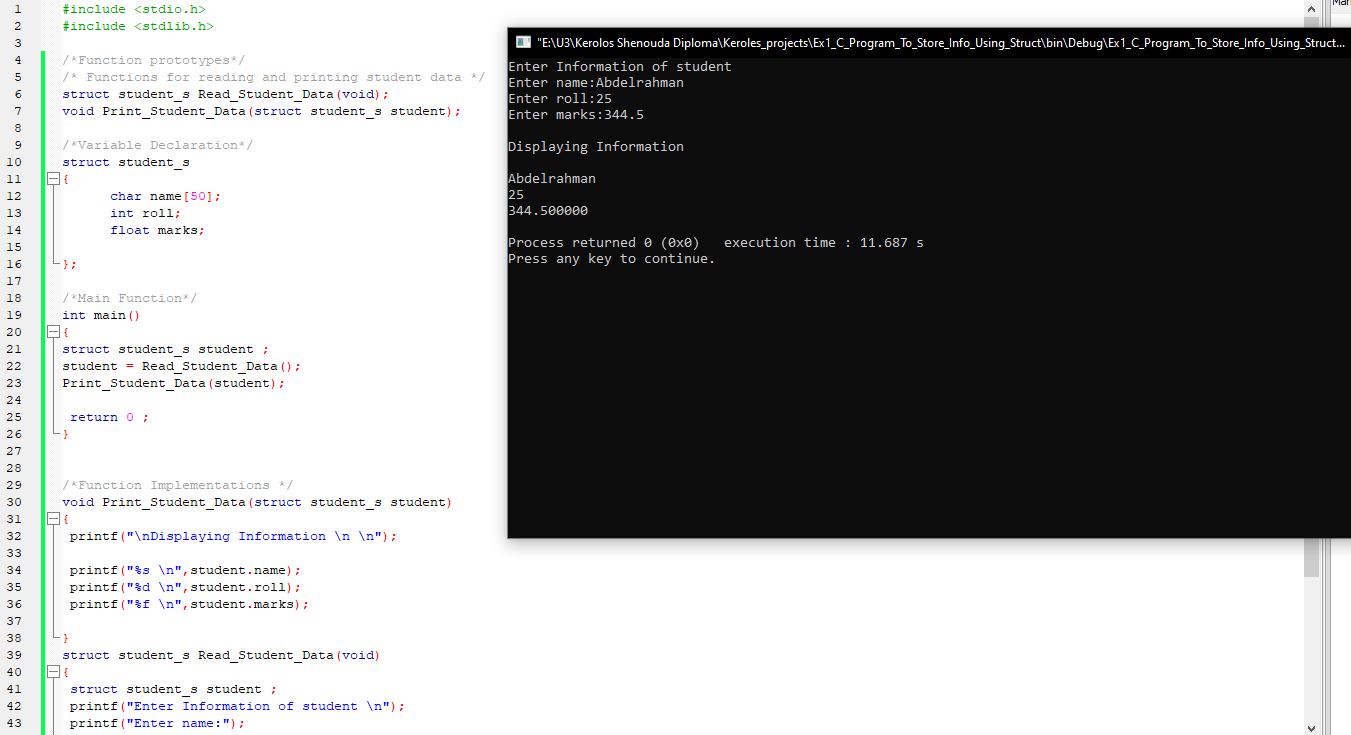 1 #include <stdio.h>
2 #include <stdlib.h>
3
4 /*Function prototypes*/
5 /* Functions for reading and printing student data */
6 struct student_s Read_Student_Data(void);
7 void Print_Student_Data(struct student_s student);
8
9 /*Variable Declaration*/
10 struct student_s
11 {
12 char name[50];
13 int roll;
14 float marks;
15
16 };
17
18 /*Main Function*/
19 int main()
20 {
21 struct student_s student ;
22 student = Read_Student_Data();
23 Print_Student_Data(student);
24
25 return 0 ;
26 }
27
28
29 /*Function Implementations */
30 void Print_Student_Data(struct student_s student)
31 {
32 printf("\nDisplaying Information \n \n");
33
34 printf("%s \n",student.name);
35 printf("%d \n",student.roll);
36 printf("%f \n",student.marks);
37
38 }
39 struct student_s Read_Student_Data(void)
40 {
41 struct student_s student ;
42 printf("Enter Information of student \n");
43 printf("Enter name:");
"E:\U3\Kerolos Shenouda Diploma\Keroles_projects\Ex1_C_Program_To_Store_Info_Using_Struct\bin\Debug\Ex1_C_Program_To_Store_Info_Using_Struct...
Enter Information of student
Enter name:Abdelrahman
Enter roll:25
Enter marks:344.5
Displaying Information
Abdelrahman
25
344.500000
Process returned 0 (0x0) execution time : 11.687 s
Press any key to continue.